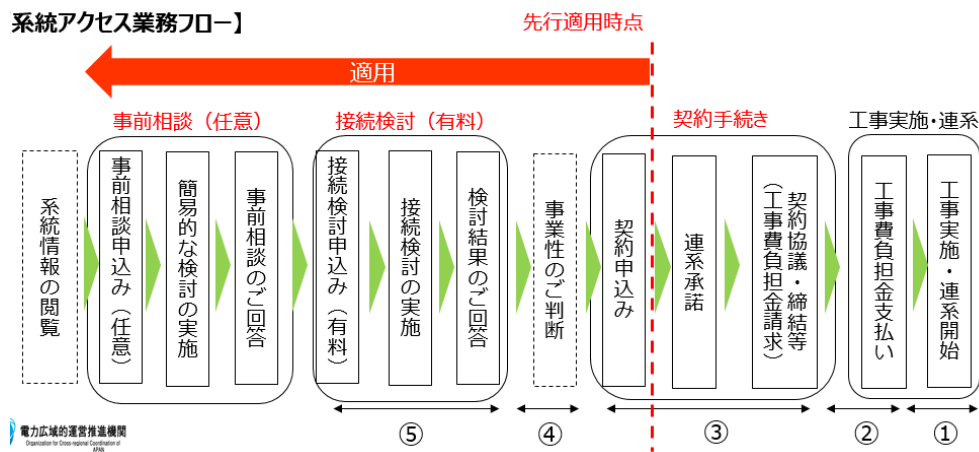 系統アクセス業務フロー】
先行適用時点
適用
事前相談（任意）
接続検討（有料）
契約手続き
工事実施・連系
系統情報の閲覧
事前相談申込み（任意）
簡易的な検討の実施
事前相談のご回答
接続検討申込み（有料）
接続検討の実施
検討結果のご回答
事業性のご判断
契約申込み
連系承諾
契約協議・締結等
（工事費負担金請求）
工事費負担金支払い
工事実施・連系開始
⑤
④
③
②
①
電力広域的運営推進機関
Organization for Cross-regional Coordination of
APAN